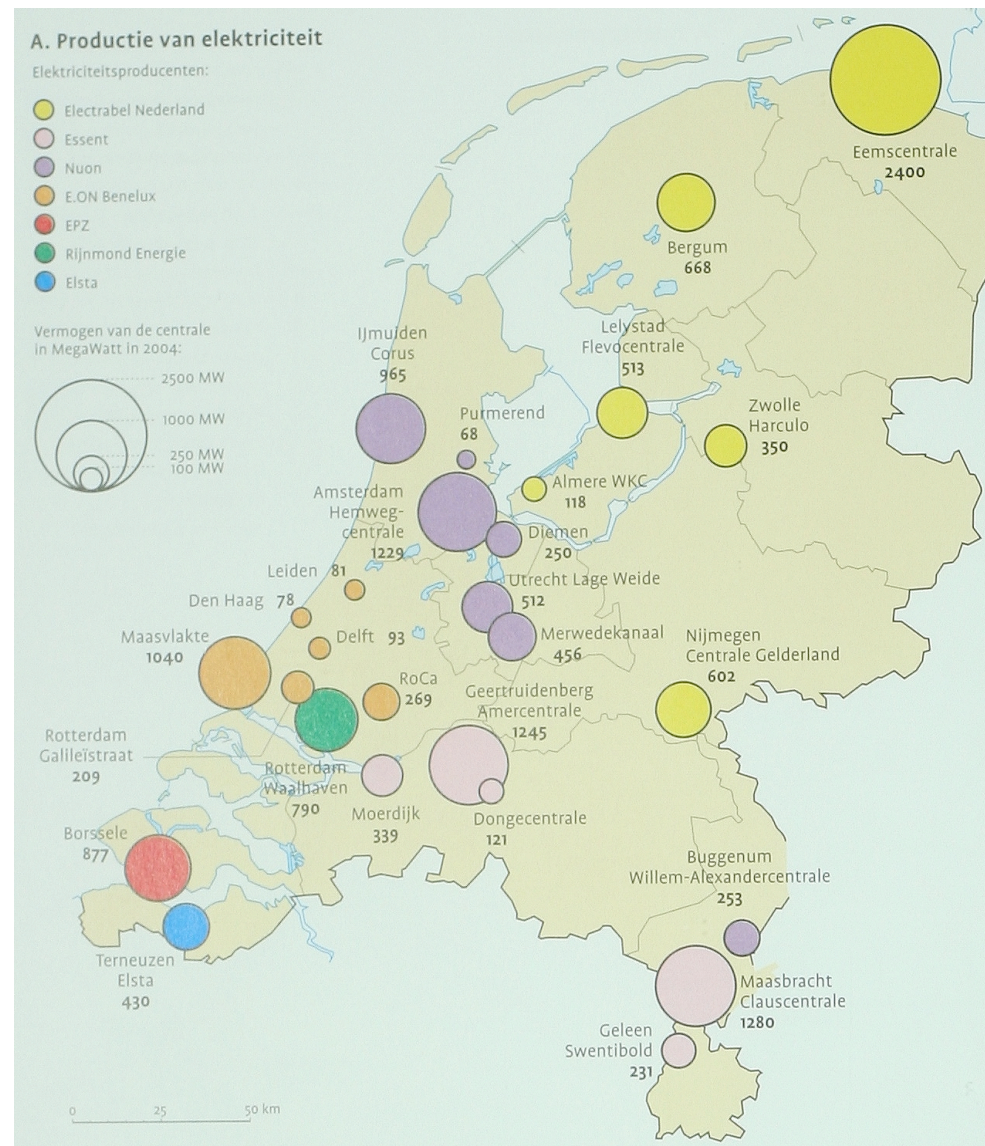 A. Productie van elektriciteit
Elektriciteitsproducenten:
Electrabel Nederland
Essent
Nuon
E.ON Benelux
EPZ
Rijnmond Energie
Elsta
Vermogen van de centrale
in MegaWatt in 2004:
2500 MW
1000 MW
250 MW
100 MW
Eemscentrale
2400
Bergum
668
IJmuiden
Corus
965
Lelystad
Flevocentrale
513
Purmerend
68
Zwolle
Harculo
350
Almere WKC
118
Amsterdam
Hemweg-
centrale
1229
Diemen
250
Leiden 81
Utrecht Lage Weide
512
Den Haag 78
Delft 93
Merwedekanaal
456
Maasvlakte
1040
Nijmegen
Centrale Gelderland
602
RoCa
269
Geertruidenberg
Amercentrale
1245
Rotterdam
Galileïstraat
209
Rotterdam
Waalhaven
790
Moerdijk
339
Dongecentrale
121
Borssele
877
Buggenum
Willem-Alexandercentrale
253
Terneuzen
Elsta
430
Maasbracht
Clauscentrale
1280
Geleen
Swentibold
231
0 25 50 km